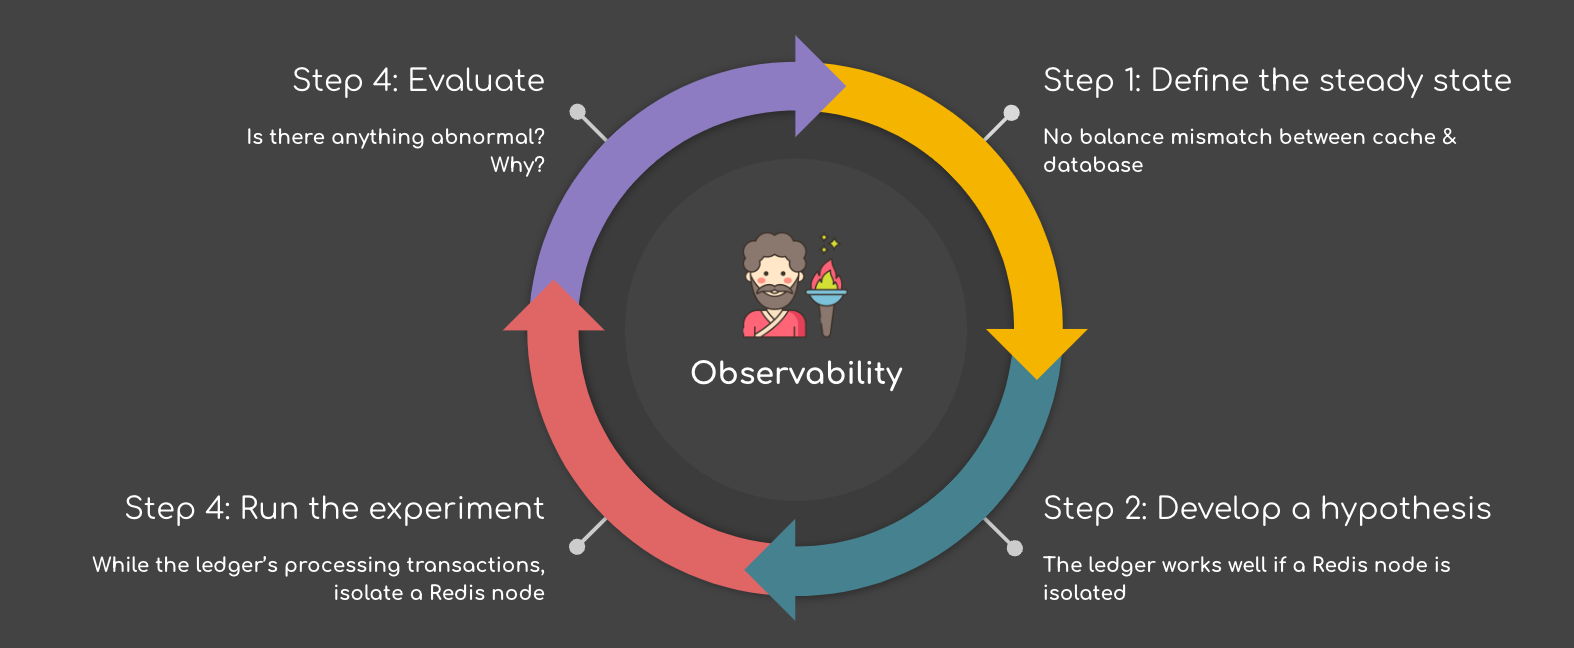 Step 4: Evaluate
Is there anything abnormal?
Why?
Step 1: Define the steady state
No balance mismatch between cache &
database
Observability
Step 4: Run the experiment
While the ledger’s processing transactions,
isolate a Redis node
Step 2: Develop a hypothesis
The ledger works well if a Redis node is
isolated